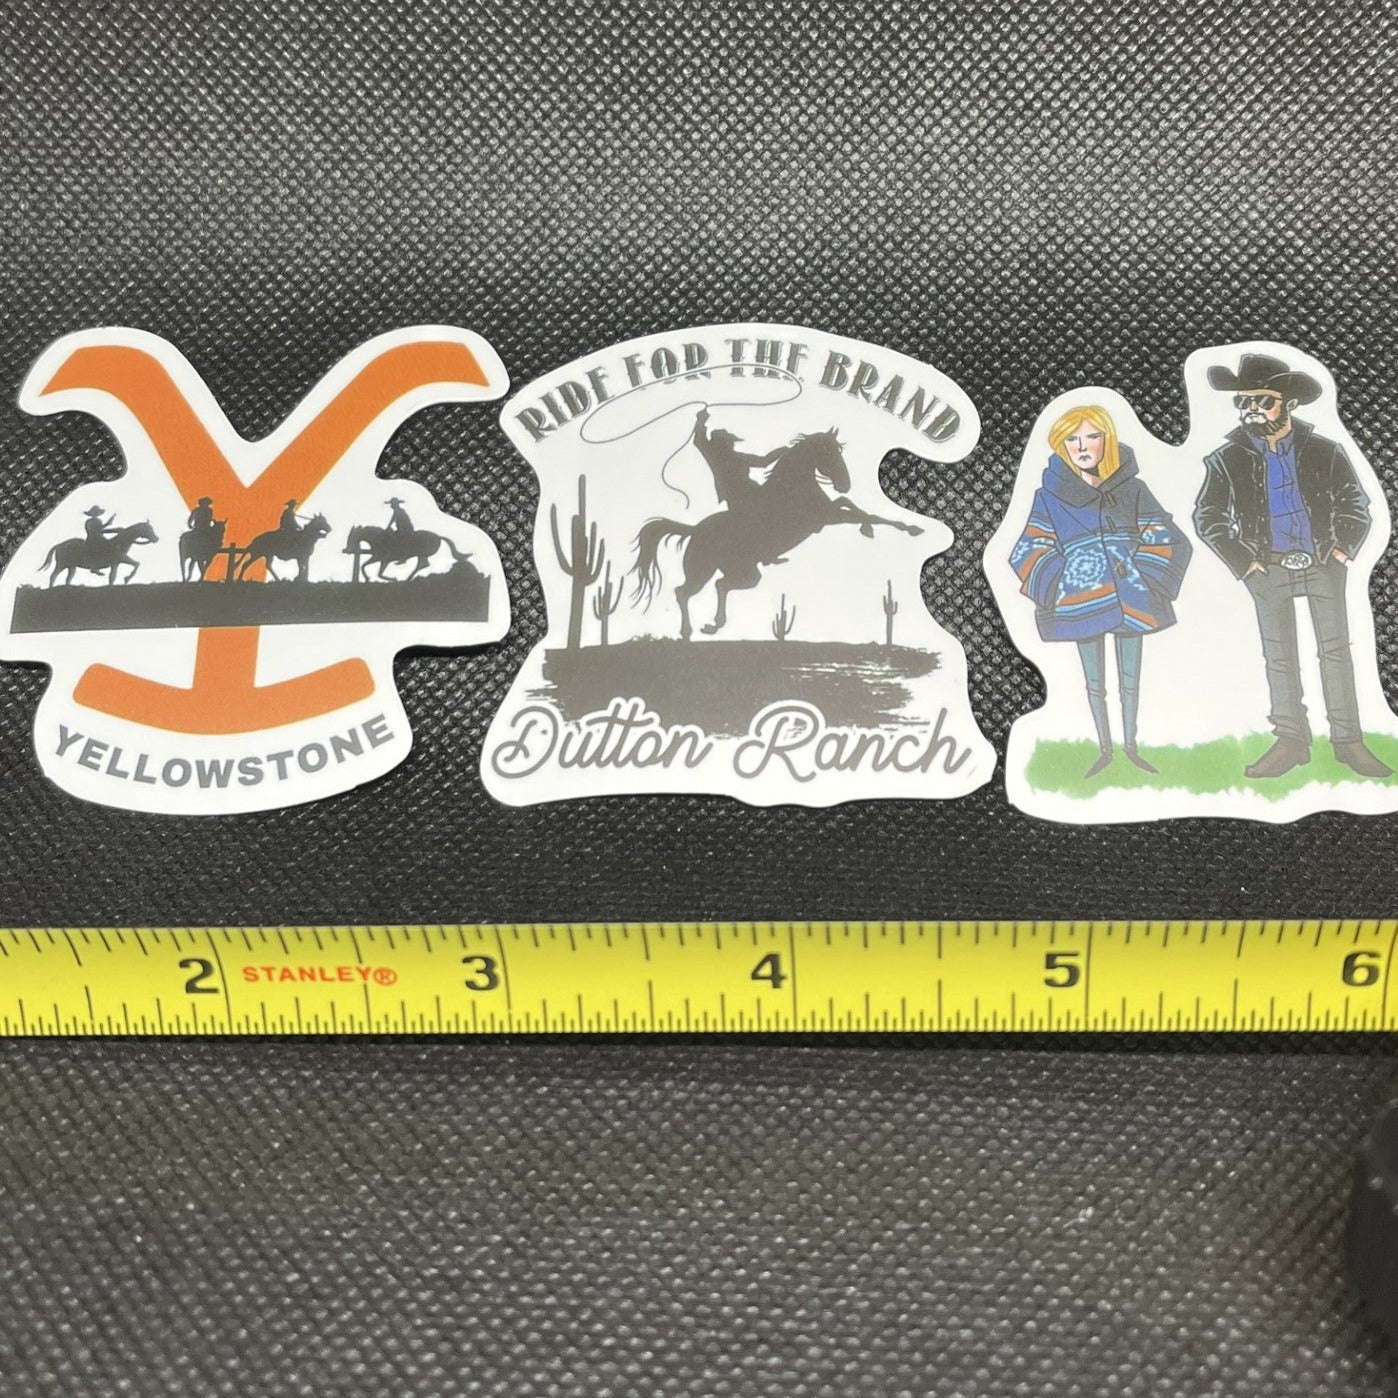 RIDE FOR THE BRAND
YELLOWSTONE
Dutton Ranch
2 STANLEY® 3 4 5 6